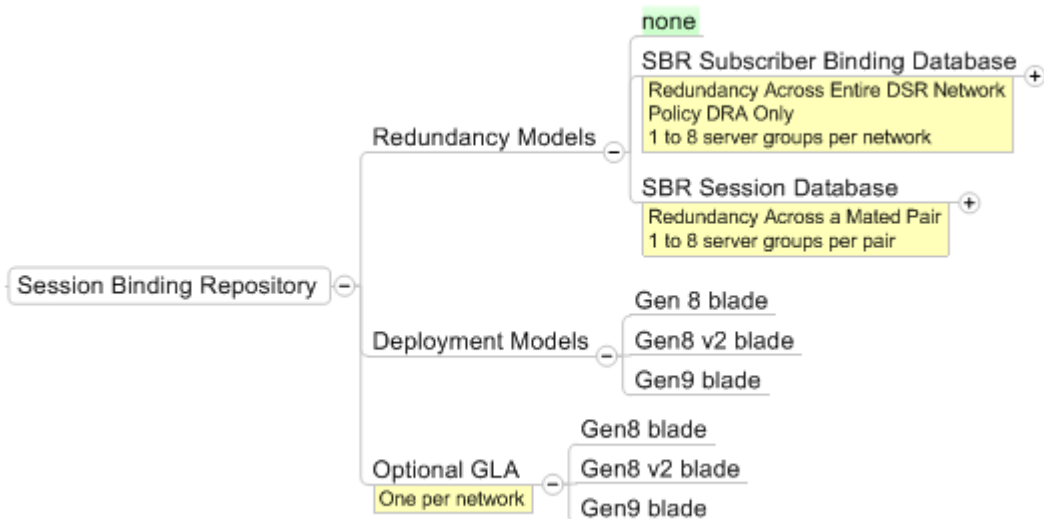 none
SBR Subscriber Binding Database
Redundancy Across Entire DSR Network
Policy DRA Only
1 to 8 server groups per network
Redundancy Models
SBR Session Database
Redundancy Across a Mated Pair
1 to 8 server groups per pair
Session Binding Repository
Gen 8 blade
Deployment Models
Gen8 v2 blade
Gen9 blade
Gen8 blade
Optional GLA
Gen8 v2 blade
One per network
Gen9 blade